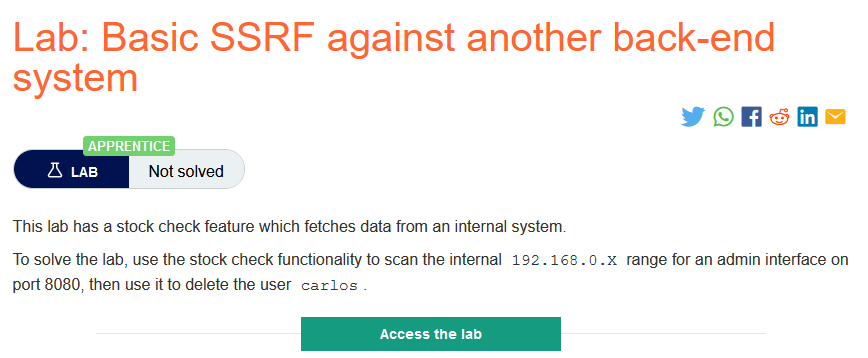 Lab: Basic SSRF against another back-end
system
APPRENTICE
LAB
Not solved
This lab has a stock check feature which fetches data from an internal system.
To solve the lab, use the stock check functionality to scan the internal 192.168.0.X range for an admin interface on
port 8080, then use it to delete the user carlos.
Access the lab